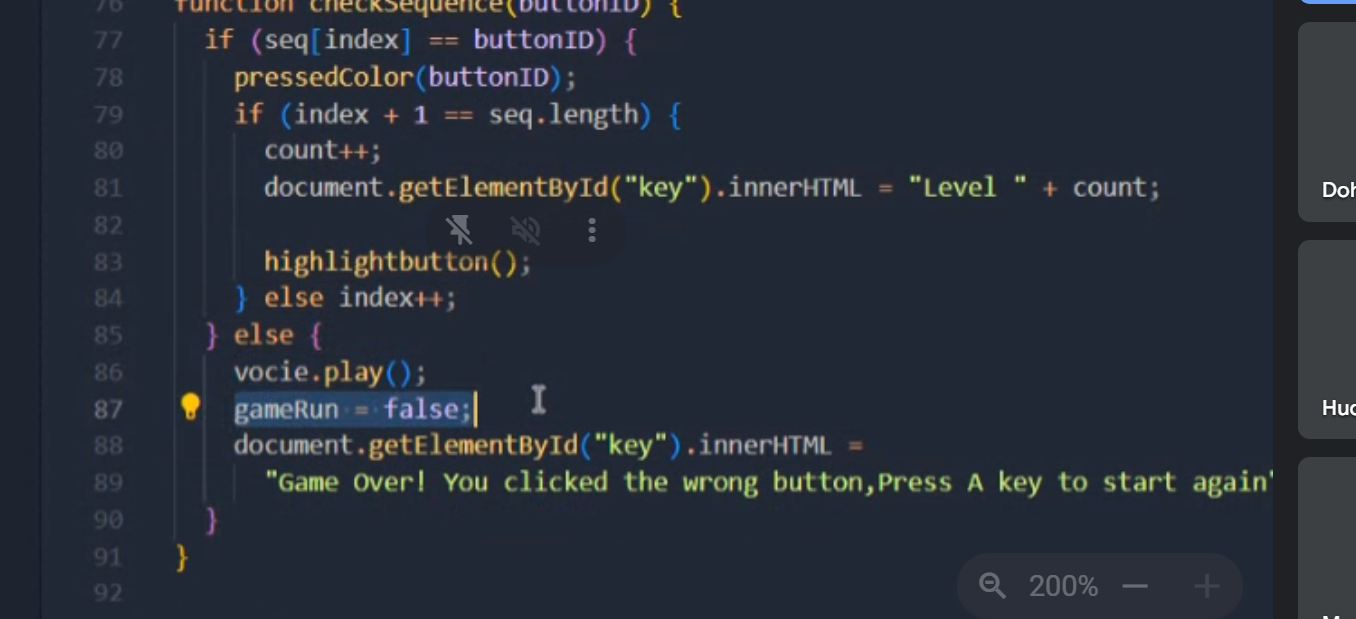 76 function checkSequence(buttonID) {
77 if (seq[index] == buttonID) {
78 pressedColor(buttonID);
79 if (index + 1 == seq.length) {
80 count++;
81 document.getElementById("key").innerHTML = "Level " + count;
82
83 highlightbutton();
84 } else index++;
85 } else {
86 vocie.play();
87 gameRun = false;
88 document.getElementById("key").innerHTML =
89 "Game Over! You clicked the wrong button,Press A key to start again"
90 }
91 }
92
200%